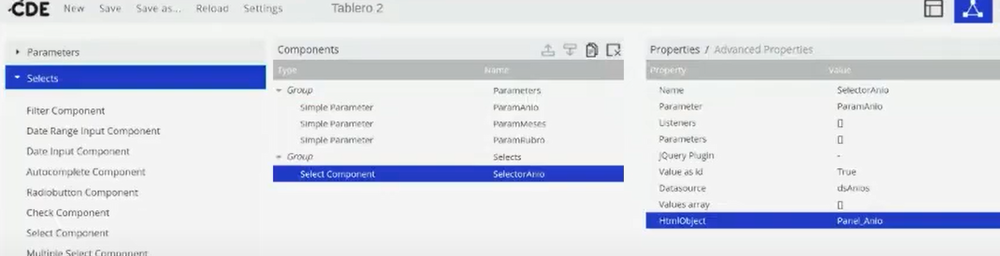 CDE New Save Save as... Reload Settings Tablero 2
Parameters
Selects
Filter Component
Date Range Input Component
Date Input Component
Autocomplete Component
Radiobutton Component
Check Component
Select Component
Multiple Select Component
Components
Type Name
Group Parameters
Simple Parameter ParamAnio
Simple Parameter ParamMeses
Simple Parameter ParamRubro
Group Selects
Select Component SelectorAnio
Properties / Advanced Properties
Property Value
Name SelectorAnio
Parameter ParamAnio
Listeners []
Parameters []
jQuery Plugin -
Value as id True
Datasource dsAnios
Values array []
HtmlObject Panel_Anio